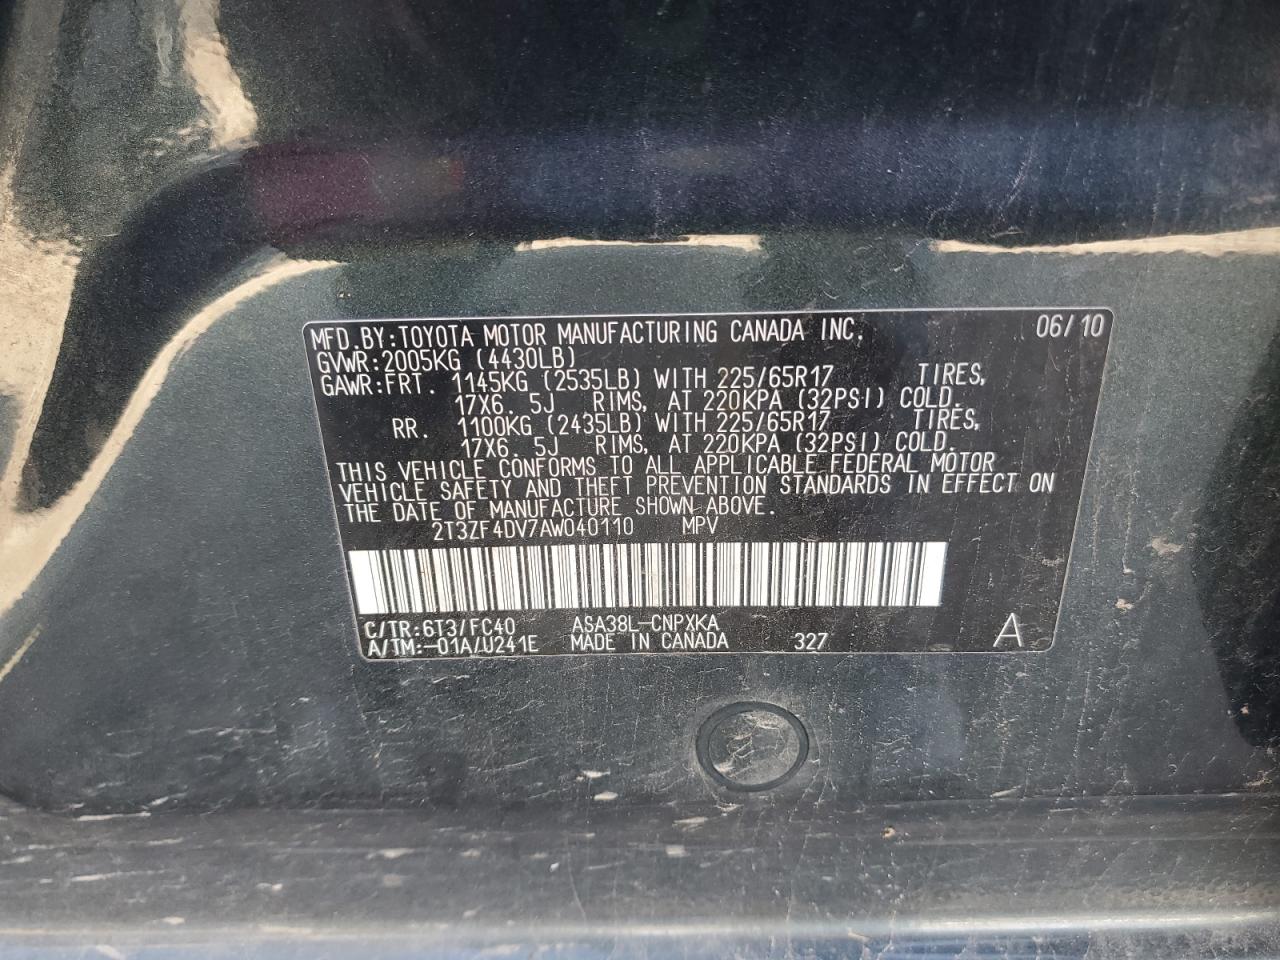 MFD.BY:TOYOTA MOTOR MANUFACTURING CANADA INC. 06/10
GVWR:2005KG (4430LB)
GAWR:FRT. 1145KG (2535LB) WITH 225/65R17 TIRES,
17X6.5J RIMS, AT 220KPA (32PSI) COLD.
RR. 1100KG (2435LB) WITH 225/65R17 TIRES,
17X6.5J RIMS, AT 220KPA (32PSI) COLD.
THIS VEHICLE CONFORMS TO ALL APPLICABLE FEDERAL MOTOR
VEHICLE SAFETY AND THEFT PREVENTION STANDARDS IN EFFECT ON
THE DATE OF MANUFACTURE SHOWN ABOVE.
2T3ZF4DV7AW040110 MPV
C/TR:6T3/FC40 ASA38L-CNPXKA
A/TM:-01A/U241E MADE IN CANADA 327 A